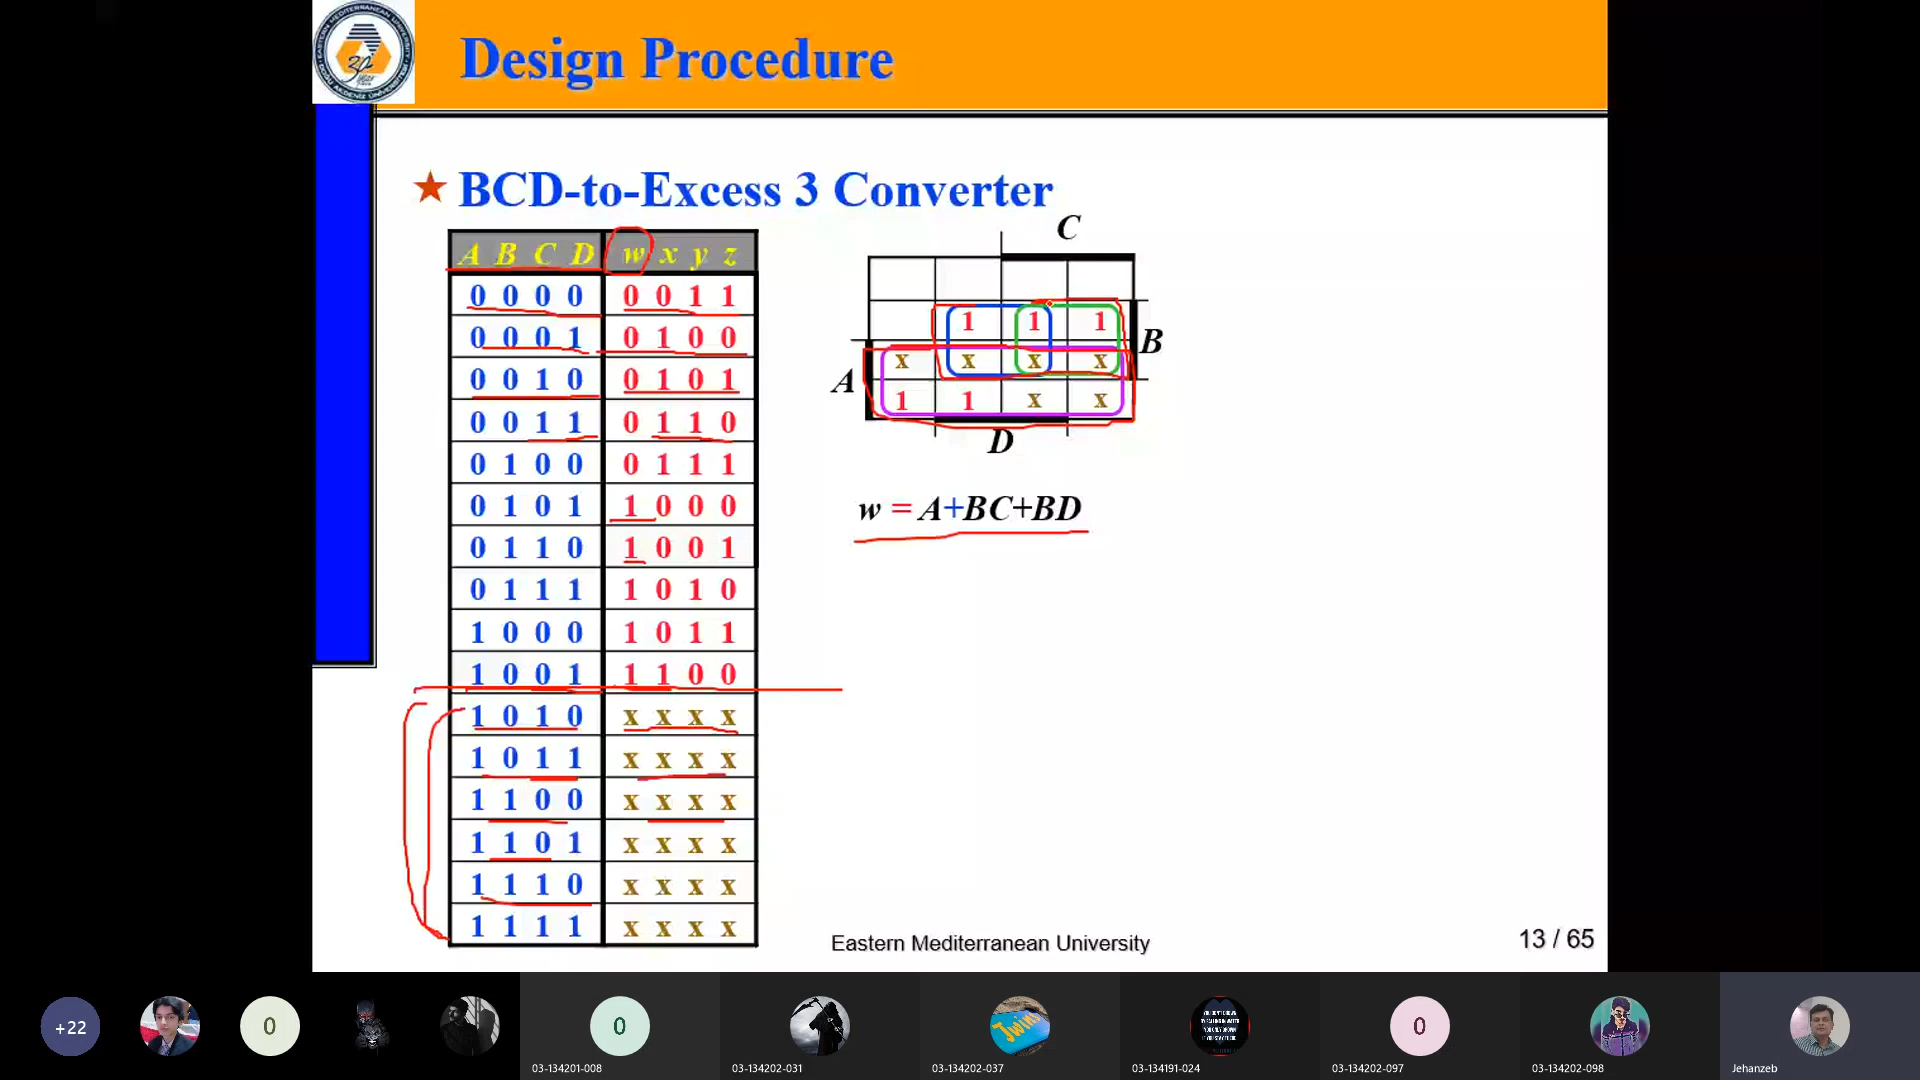 Design Procedure
★ BCD-to-Excess 3 Converter
A B C D w x y z
0 0 0 0 0 0 1 1
0 0 0 1 0 1 0 0
0 0 1 0 0 1 0 1
0 0 1 1 0 1 1 0
0 1 0 0 0 1 1 1
0 1 0 1 1 0 0 0
0 1 1 0 1 0 0 1
0 1 1 1 1 0 1 0
1 0 0 0 1 0 1 1
1 0 0 1 1 1 0 0
1 0 1 0 x x x x
1 0 1 1 x x x x
1 1 0 0 x x x x
1 1 0 1 x x x x
1 1 1 0 x x x x
1 1 1 1 x x x x
C
1 1 1
B
x x x x
A
1 1 x x
D
w = A+BC+BD
Eastern Mediterranean University
13 / 65
+22
0
0
Twins
0
03-134201-008
03-134202-031
03-134202-037
03-134191-024
03-134202-097
03-134202-098
Jehanzeb